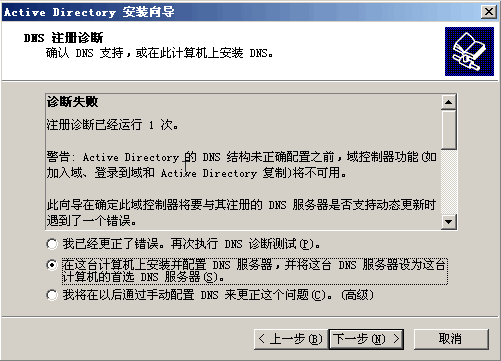 Active Directory 安装向导
DNS 注册诊断
确认 DNS 支持，或在此计算机上安装 DNS。
诊断失败
注册诊断已经运行 1 次。
警告: Active Directory 的 DNS 结构未正确配置之前，域控制器功能(如
加入域、登录到域和 Active Directory 复制)将不可用。
此向导在确定此域控制器将要与其注册的 DNS 服务器是否支持动态更新时
遇到了一个错误。
我已经更正了错误。再次执行 DNS 诊断测试(P)。
在这台计算机上安装并配置 DNS 服务器，并将这台 DNS 服务器设为这台
计算机的首选 DNS 服务器(S)。
我将在以后通过手动配置 DNS 来更正这个问题(C)。(高级)
< 上一步(B) 下一步(N) > 取消